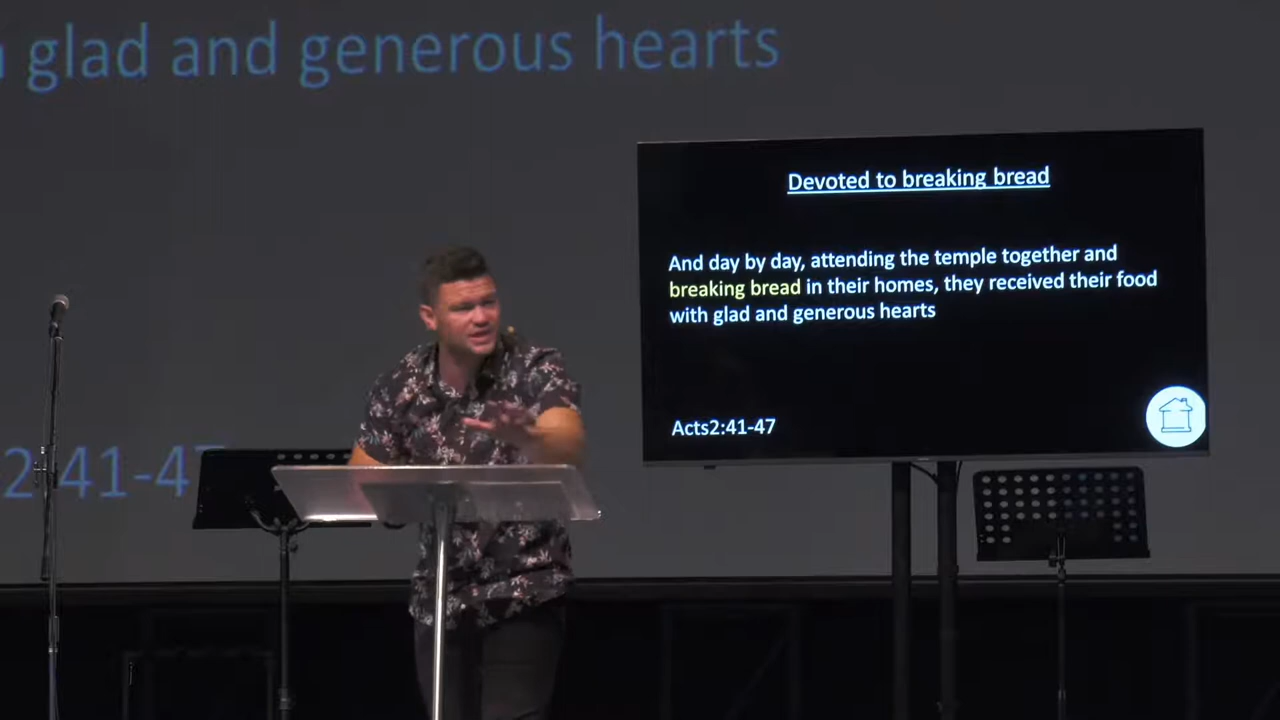 glad and generous hearts
2:41-47
Devoted to breaking bread
And day by day, attending the temple together and
breaking bread in their homes, they received their food
with glad and generous hearts
Acts2:41-47